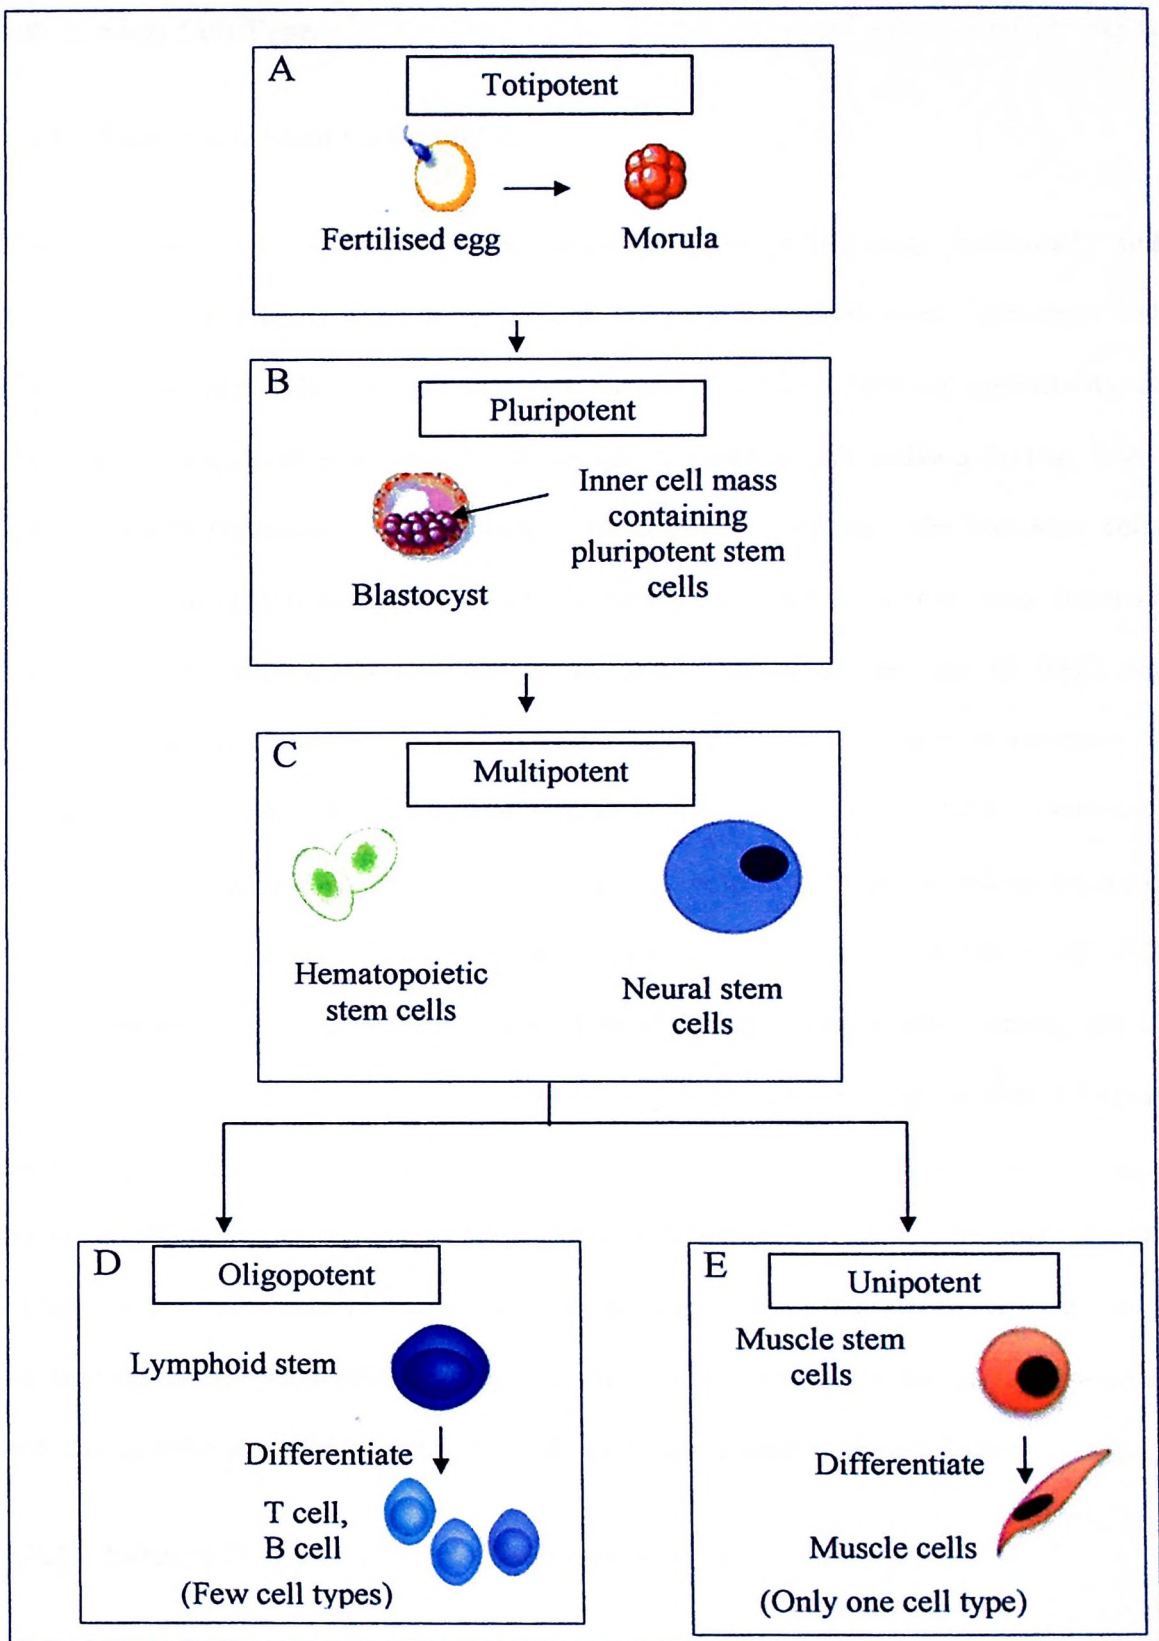 A
Totipotent
Fertilised egg
Morula
B
Pluripotent
Inner cell mass
containing
pluripotent stem
cells
Blastocyst
C
Multipotent
Hematopoietic
stem cells
Neural stem
cells
D
Oligopotent
Lymphoid stem
Differentiate
T cell,
B cell
(Few cell types)
E
Unipotent
Muscle stem
cells
Differentiate
Muscle cells
(Only one cell type)